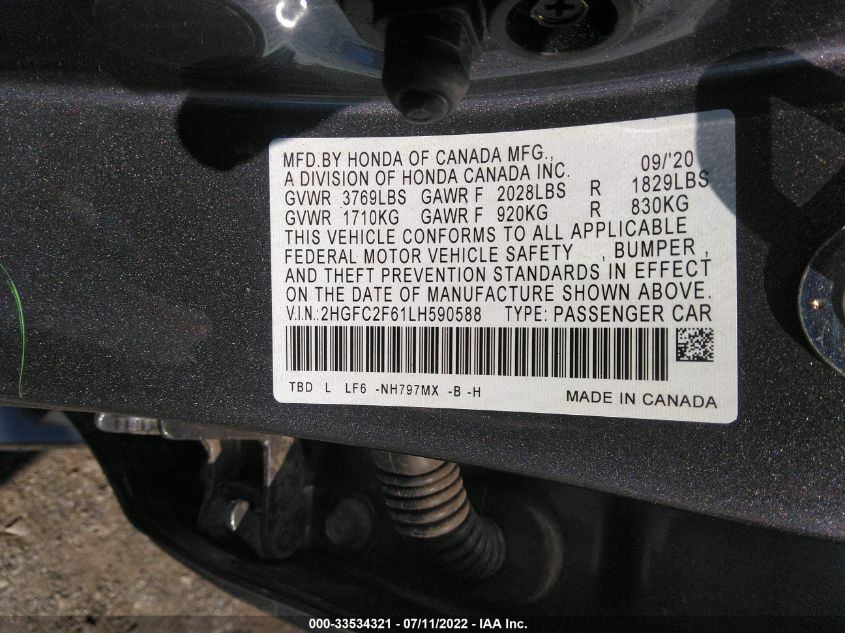 MFD.BY HONDA OF CANADA MFG., 09/'20
A DIVISION OF HONDA CANADA INC.
GVWR 3769LBS GAWR F 2028LBS R 1829LBS
GVWR 1710KG GAWR F 920KG R 830KG
THIS VEHICLE CONFORMS TO ALL APPLICABLE
FEDERAL MOTOR VEHICLE SAFETY , BUMPER ,
AND THEFT PREVENTION STANDARDS IN EFFECT
ON THE DATE OF MANUFACTURE SHOWN ABOVE.
V.I.N.: 2HGFC2F61LH590588 TYPE: PASSENGER CAR
TBD L LF6 -NH797MX -B -H MADE IN CANADA
000-33534321 - 07/11/2022 - IAA Inc.